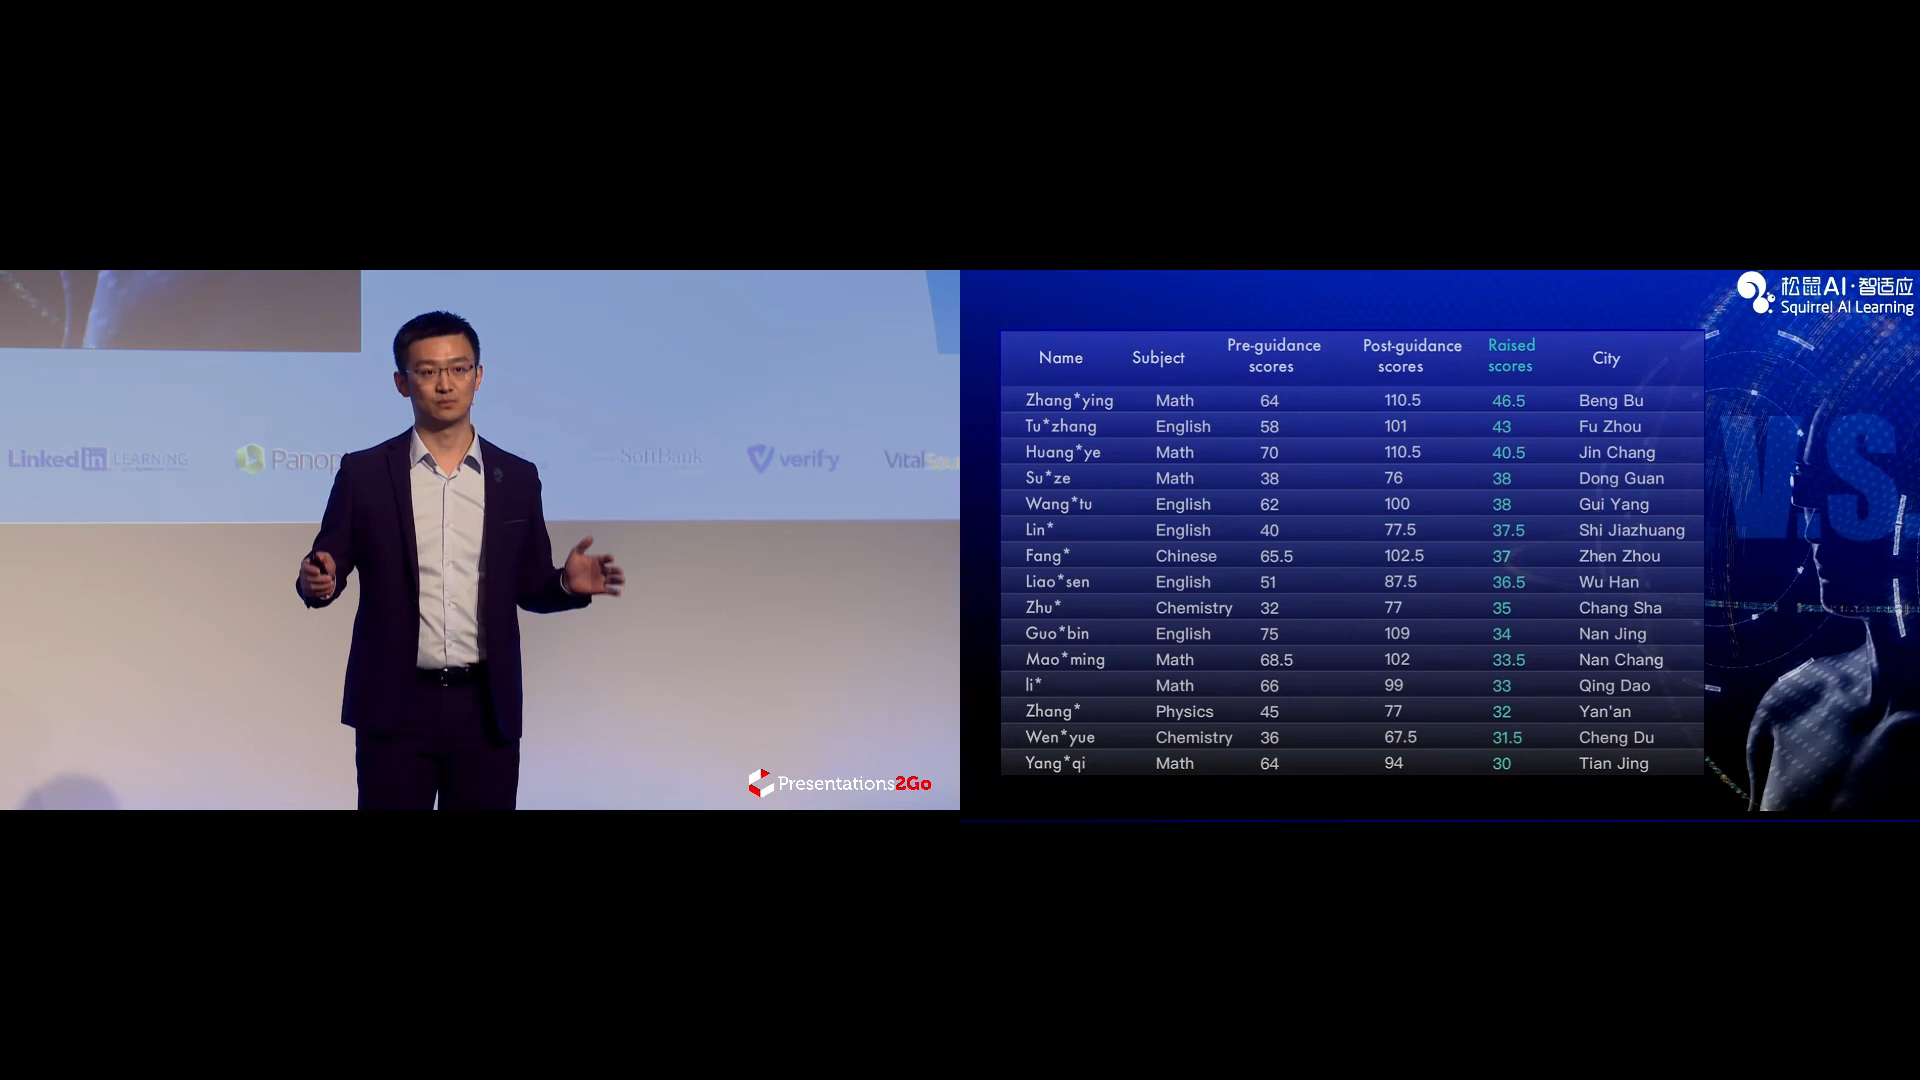 LinkedIn LEARNING
Panop
SoftBank
verify
VitalSou
Presentations2Go
松鼠AI·智适应
Squirrel AI Learning
Name Subject Pre-guidance scores Post-guidance scores Raised scores City
Zhang*ying Math 64 110.5 46.5 Beng Bu
Tu*zhang English 58 101 43 Fu Zhou
Huang*ye Math 70 110.5 40.5 Jin Chang
Su*ze Math 38 76 38 Dong Guan
Wang*tu English 62 100 38 Gui Yang
Lin* English 40 77.5 37.5 Shi Jiazhuang
Fang* Chinese 65.5 102.5 37 Zhen Zhou
Liao*sen English 51 87.5 36.5 Wu Han
Zhu* Chemistry 32 77 35 Chang Sha
Guo*bin English 75 109 34 Nan Jing
Mao*ming Math 68.5 102 33.5 Nan Chang
li* Math 66 99 33 Qing Dao
Zhang* Physics 45 77 32 Yan'an
Wen*yue Chemistry 36 67.5 31.5 Cheng Du
Yang*qi Math 64 94 30 Tian Jing